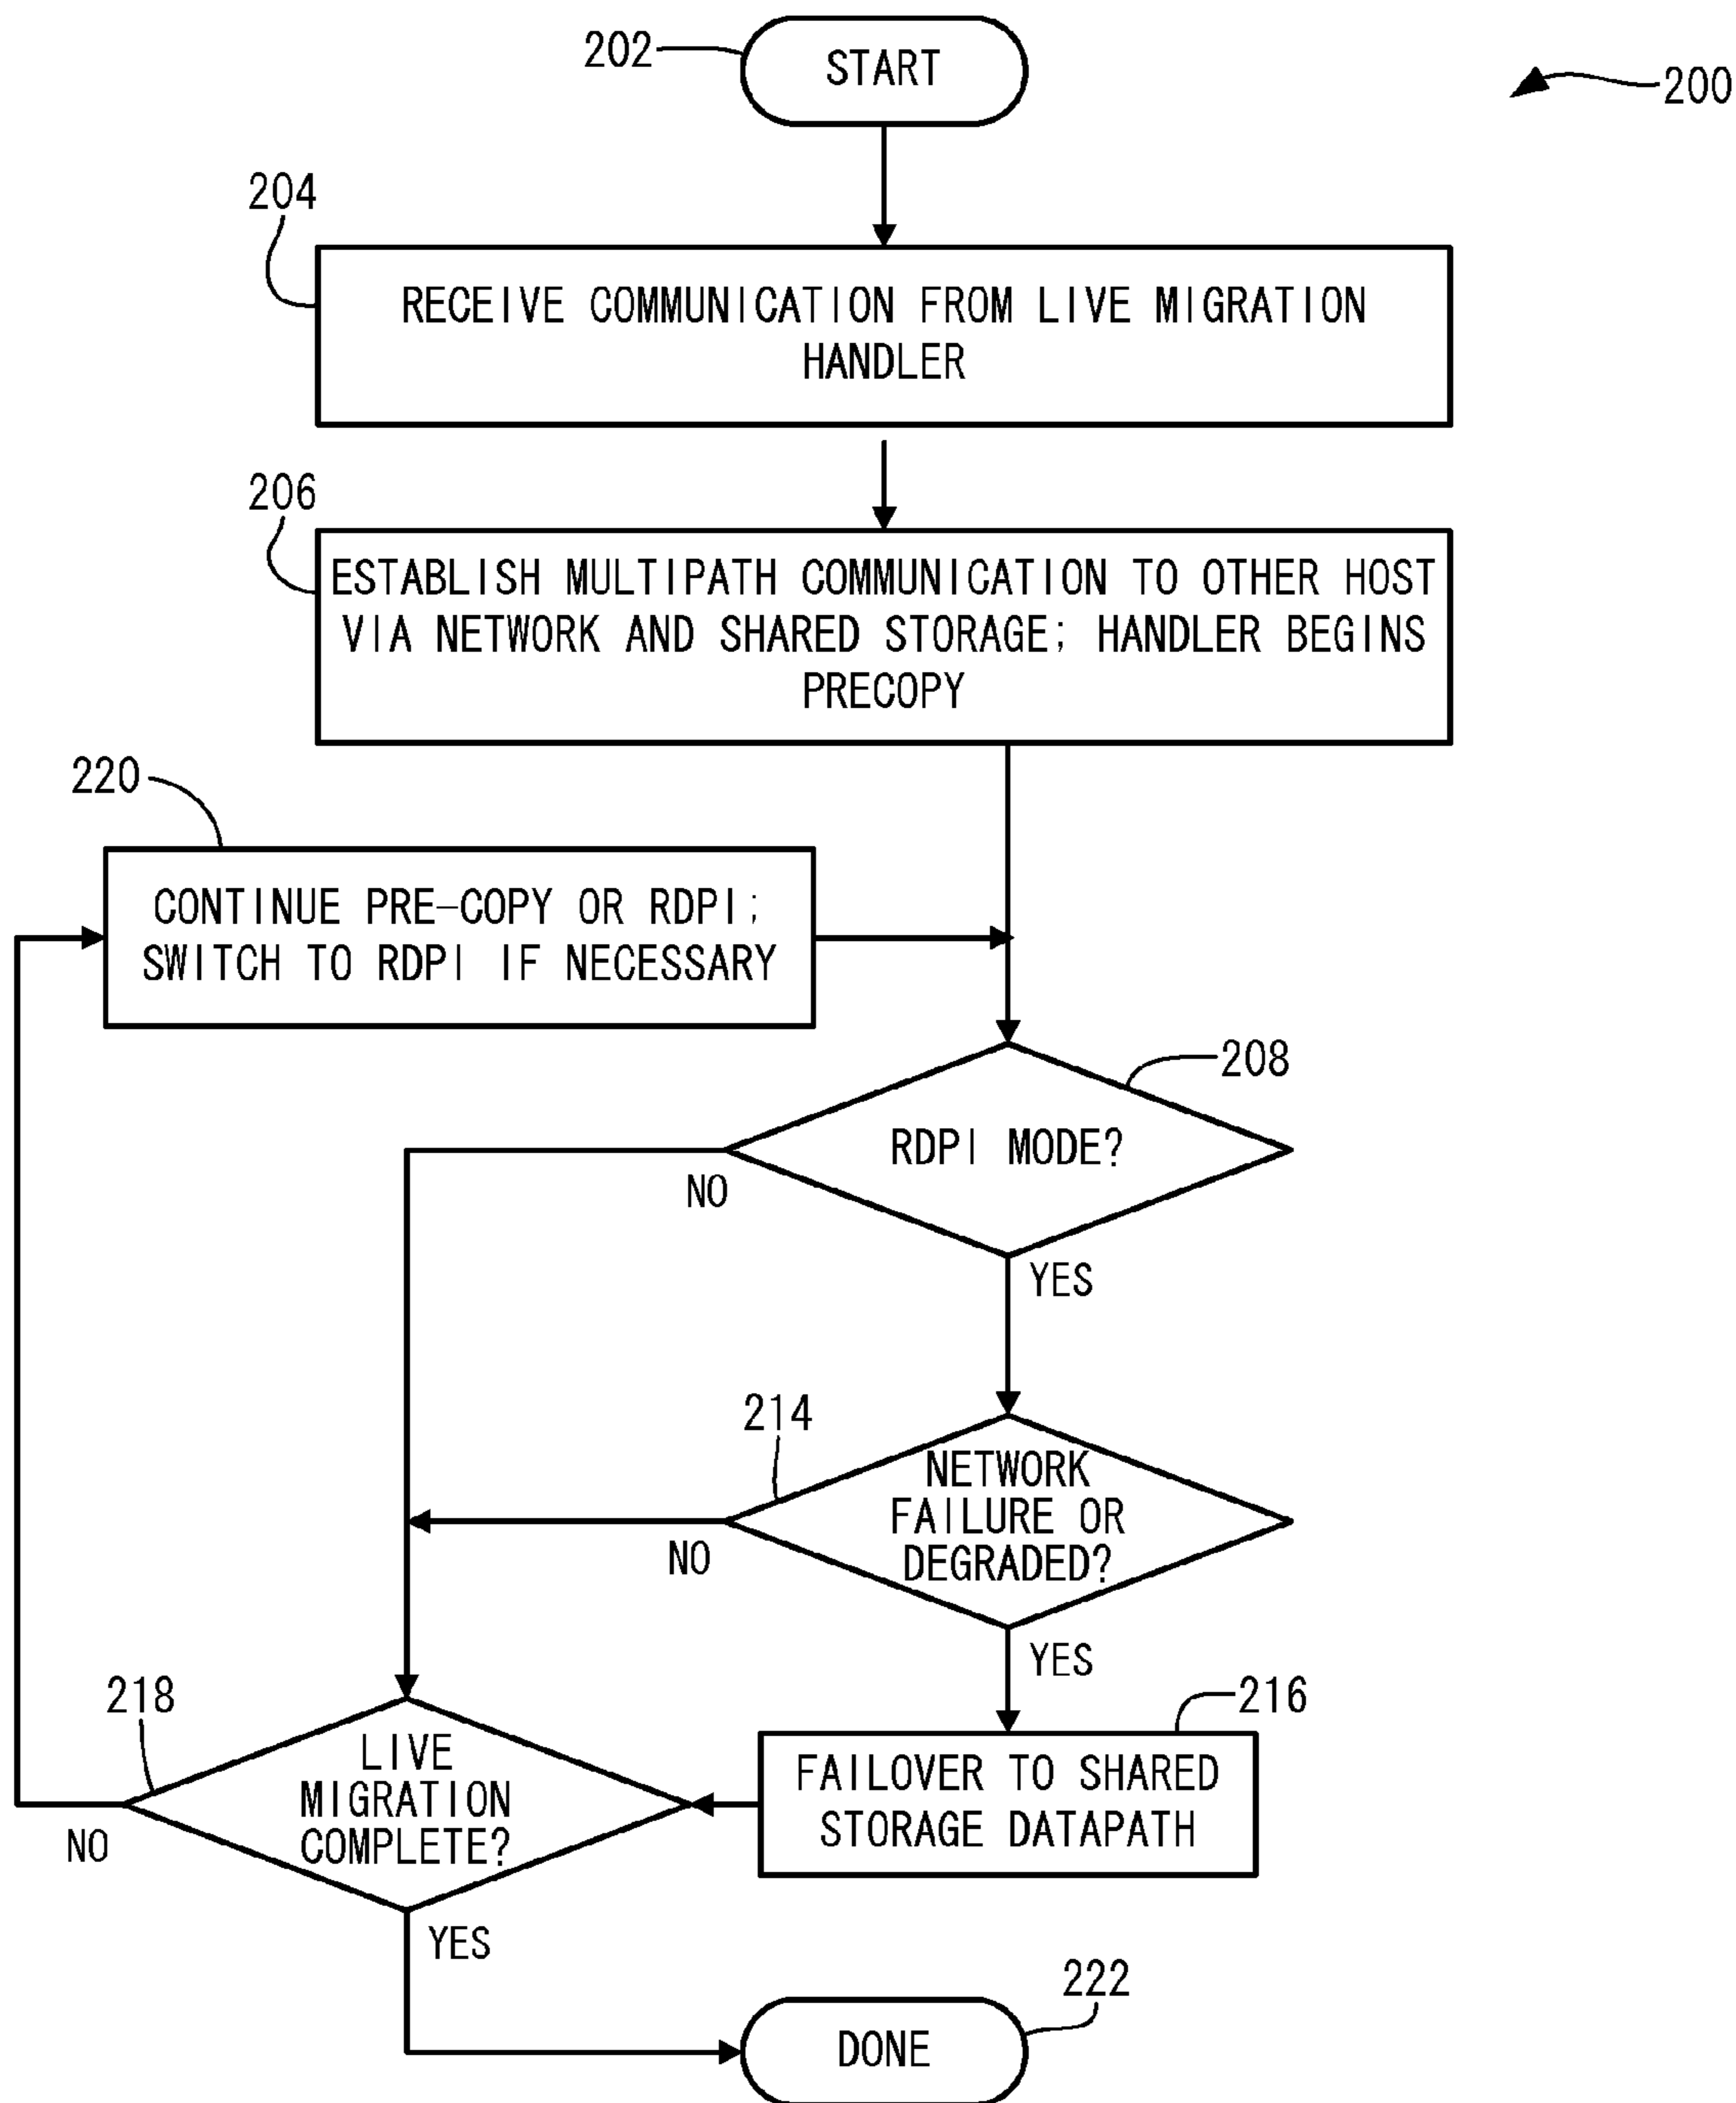 202
START
200
204
RECEIVE COMMUNICATION FROM LIVE MIGRATION
HANDLER
206
ESTABLISH MULTIPATH COMMUNICATION TO OTHER HOST
VIA NETWORK AND SHARED STORAGE; HANDLER BEGINS
PRECOPY
220
CONTINUE PRE-COPY OR RDPI;
SWITCH TO RDPI IF NECESSARY
208
RDPI MODE?
NO
YES
214
NETWORK
FAILURE OR
DEGRADED?
NO
YES
218
LIVE
MIGRATION
COMPLETE?
NO
YES
216
FAILOVER TO SHARED
STORAGE DATAPATH
222
DONE